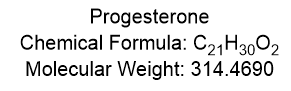 Progesterone
Chemical Formula: C₂₁H₃₀O₂
Molecular Weight: 314.4690